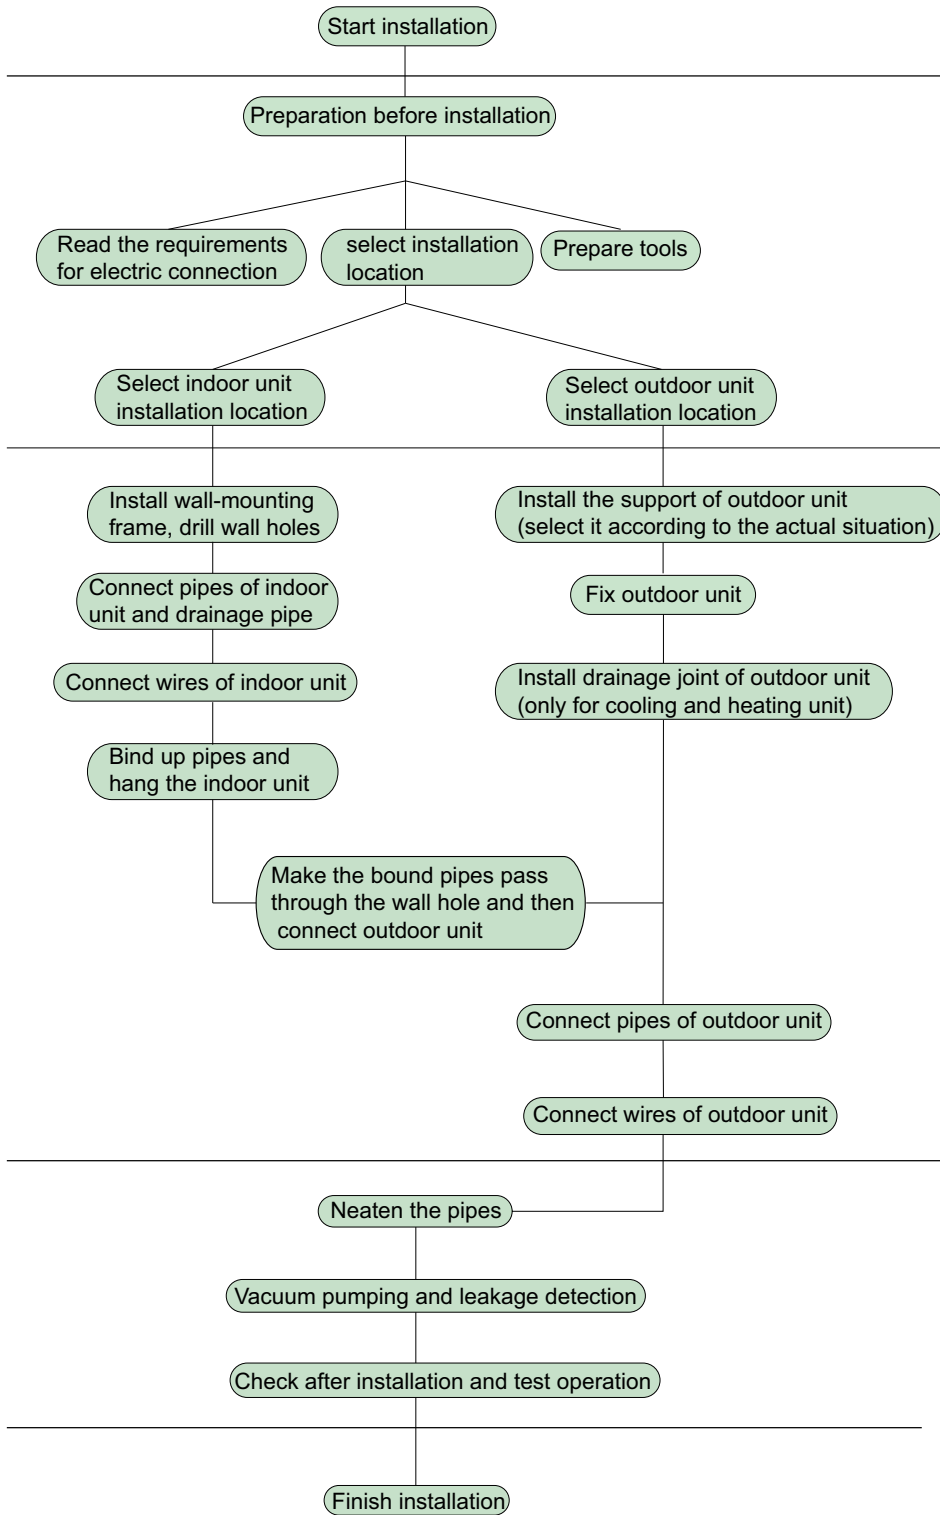 Start installation
Preparation before installation
Read the requirements
for electric connection
select installation
location
Prepare tools
Select indoor unit
installation location
Select outdoor unit
installation location
Install wall-mounting
frame, drill wall holes
Install the support of outdoor unit
(select it according to the actual situation)
Connect pipes of indoor
unit and drainage pipe
Fix outdoor unit
Connect wires of indoor unit
Install drainage joint of outdoor unit
(only for cooling and heating unit)
Bind up pipes and
hang the indoor unit
Make the bound pipes pass
through the wall hole and then
connect outdoor unit
Connect pipes of outdoor unit
Connect wires of outdoor unit
Neaten the pipes
Vacuum pumping and leakage detection
Check after installation and test operation
Finish installation